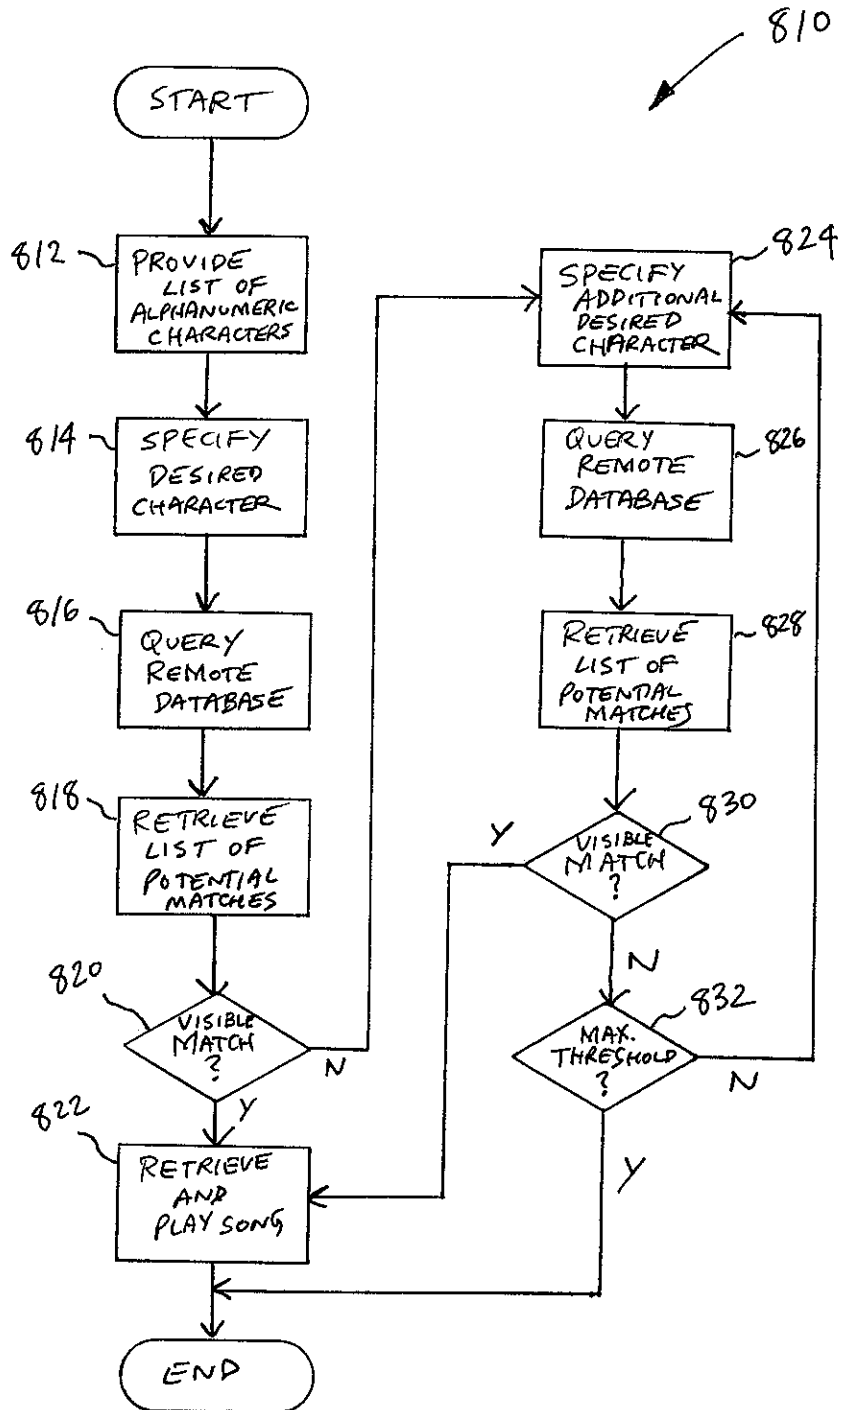 810
START
812
PROVIDE
LIST OF
ALPHANUMERIC
CHARACTERS
814
SPECIFY
DESIRED
CHARACTER
816
QUERY
REMOTE
DATABASE
818
RETRIEVE
LIST OF
POTENTIAL
MATCHES
820
VISIBLE
MATCH
?
N
Y
822
RETRIEVE
AND
PLAY SONG
END
824
SPECIFY
ADDITIONAL
DESIRED
CHARACTER
826
QUERY
REMOTE
DATABASE
828
RETRIEVE
LIST OF
POTENTIAL
MATCHES
830
VISIBLE
MATCH
?
Y
N
832
MAX.
THRESHOLD
?
N
Y